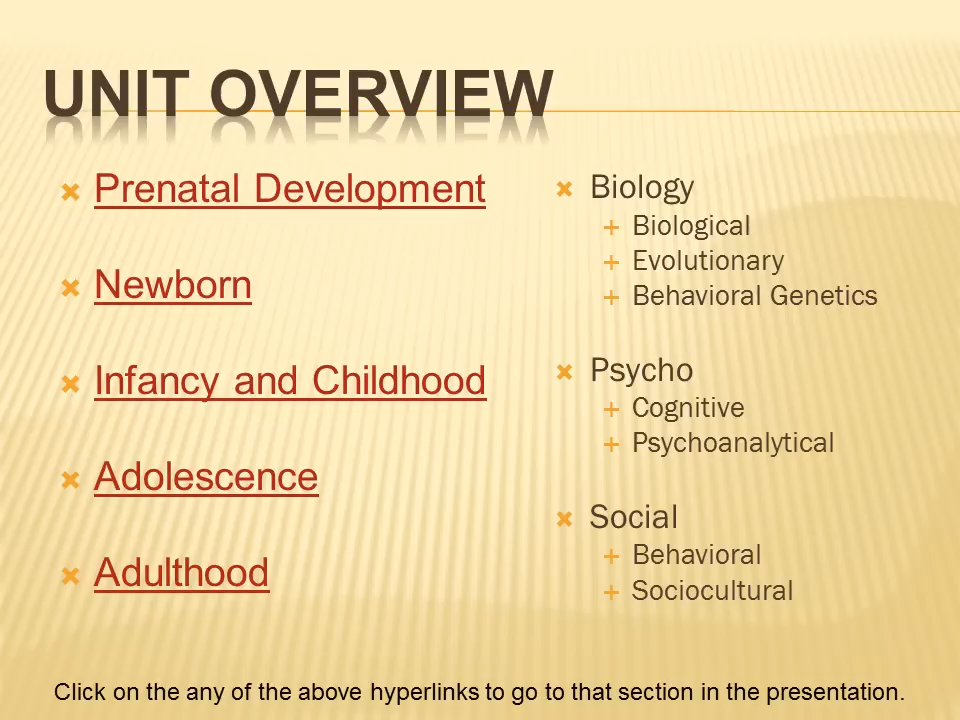 UNIT OVERVIEW
Prenatal Development
Newborn
Infancy and Childhood
Adolescence
Adulthood
Biology
Biological
Evolutionary
Behavioral Genetics
Psycho
Cognitive
Psychoanalytical
Social
Behavioral
Sociocultural
Click on the any of the above hyperlinks to go to that section in the presentation.